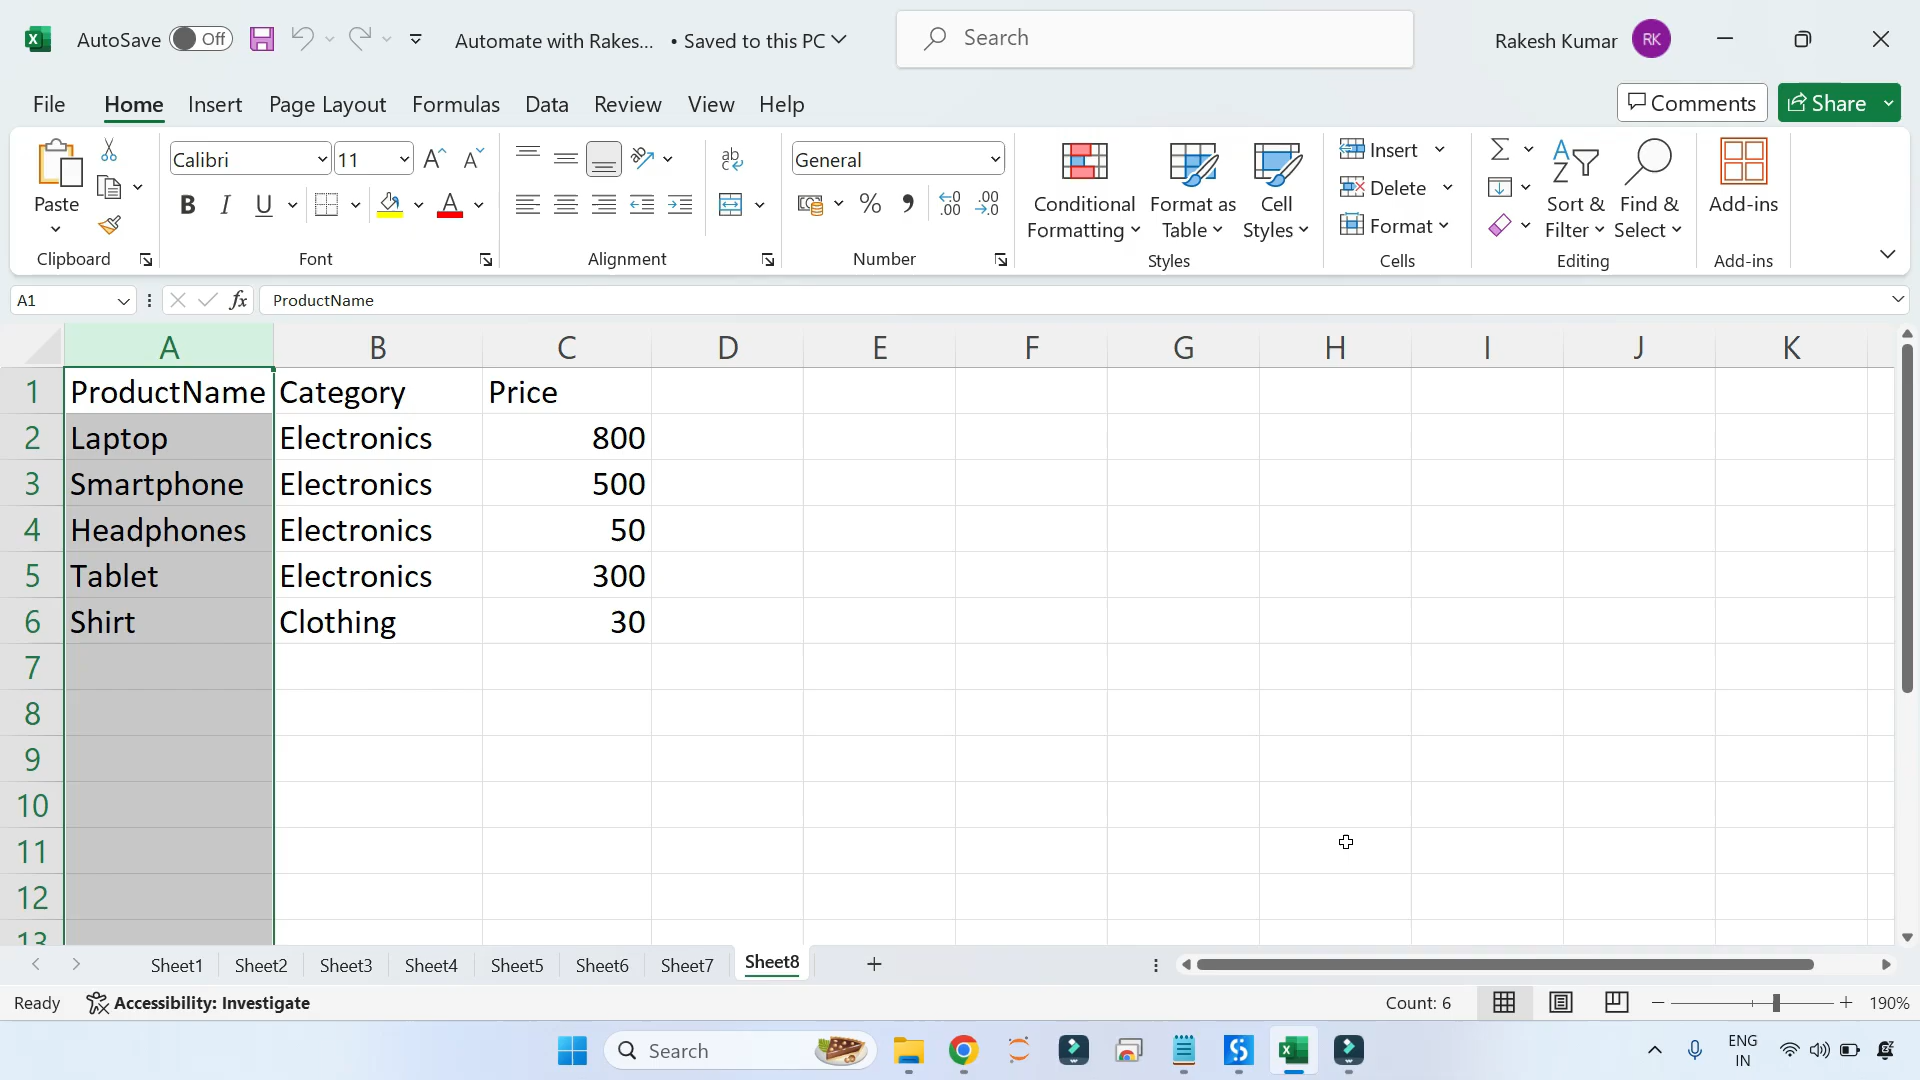 AutoSave Off Automate with Rakes... • Saved to this PC Search Rakesh Kumar RK
File Home Insert Page Layout Formulas Data Review View Help Comments Share
Paste Calibri 11 General Conditional Formatting Format as Table Cell Styles Insert Delete Format Sort & Filter Find & Select Add-ins
Clipboard Font Alignment Number Styles Cells Editing Add-ins
A1 fx ProductName
A B C D E F G H I J K
1 ProductName Category Price
2 Laptop Electronics 800
3 Smartphone Electronics 500
4 Headphones Electronics 50
5 Tablet Electronics 300
6 Shirt Clothing 30
7
8
9
10
11
12
13
Sheet1 Sheet2 Sheet3 Sheet4 Sheet5 Sheet6 Sheet7 Sheet8
Ready Accessibility: Investigate Count: 6 190%
Search ENG
IN